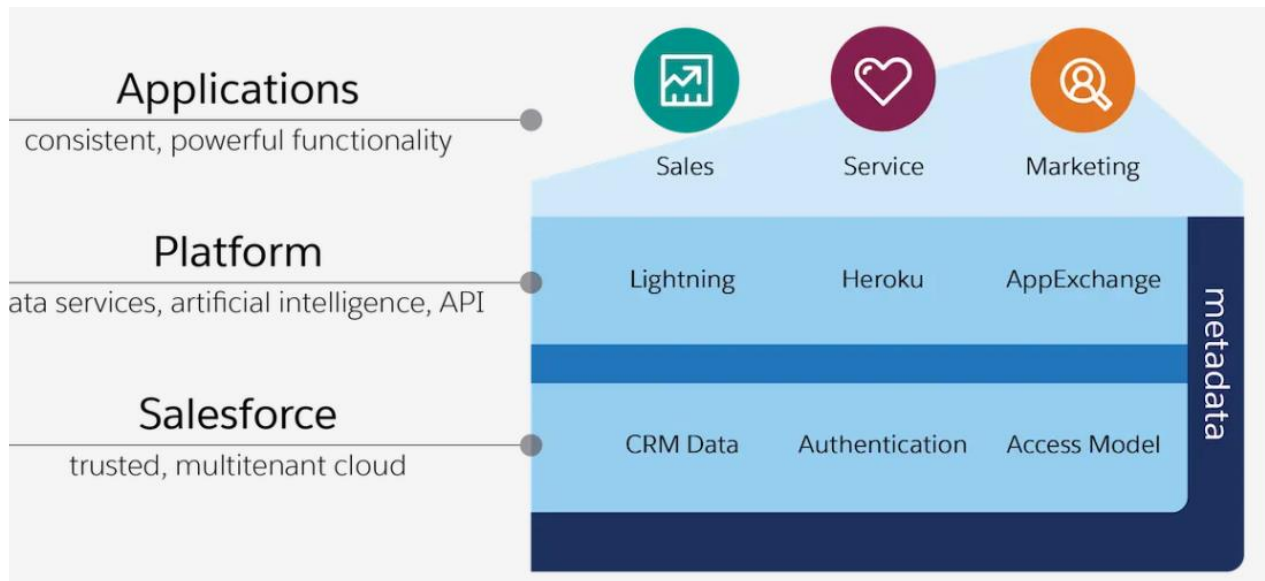 Applications
consistent, powerful functionality
Sales
Service
Marketing
Platform
ata services, artificial intelligence, API
Lightning
Heroku
AppExchange
Salesforce
trusted, multitenant cloud
CRM Data
Authentication
Access Model
metadata